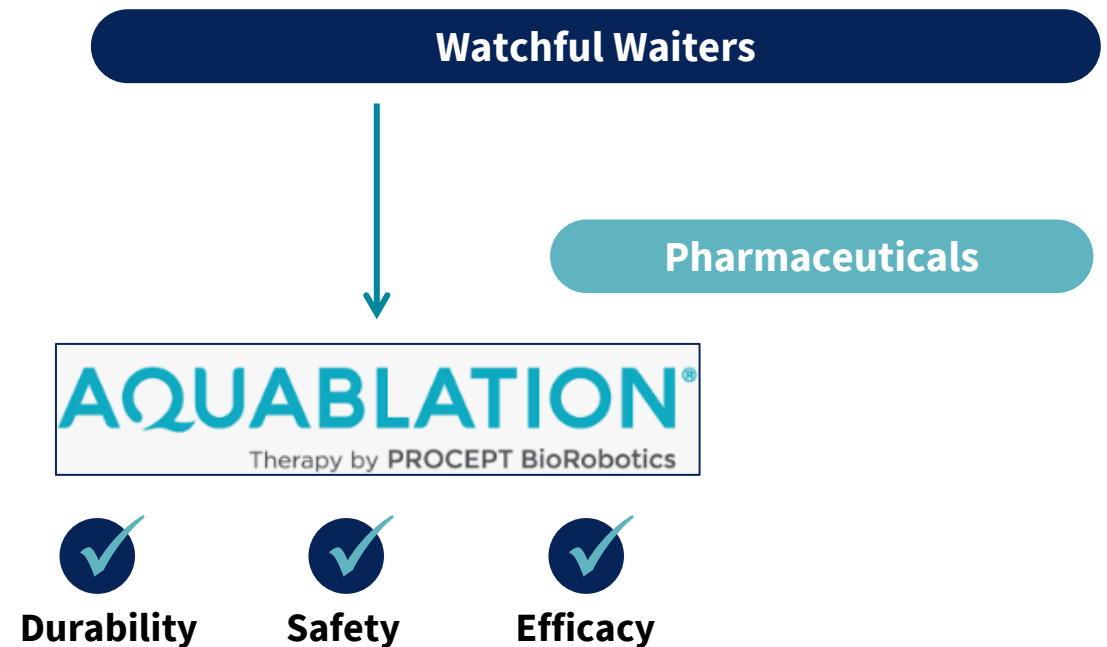 Watchful Waiters
Pharmaceuticals
AQUABLATION®
Therapy by PROCEPT BioRobotics
Durability Safety Efficacy